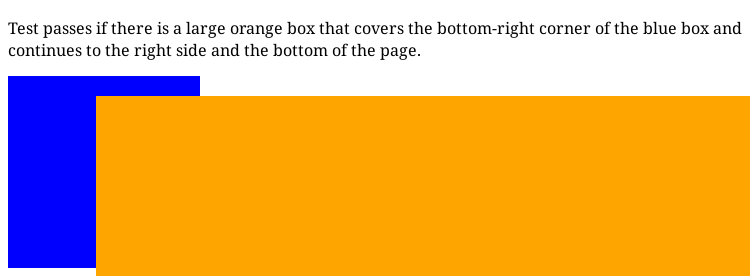 Test passes if there is a large orange box that covers the bottom-right corner of the blue box and
continues to the right side and the bottom of the page.